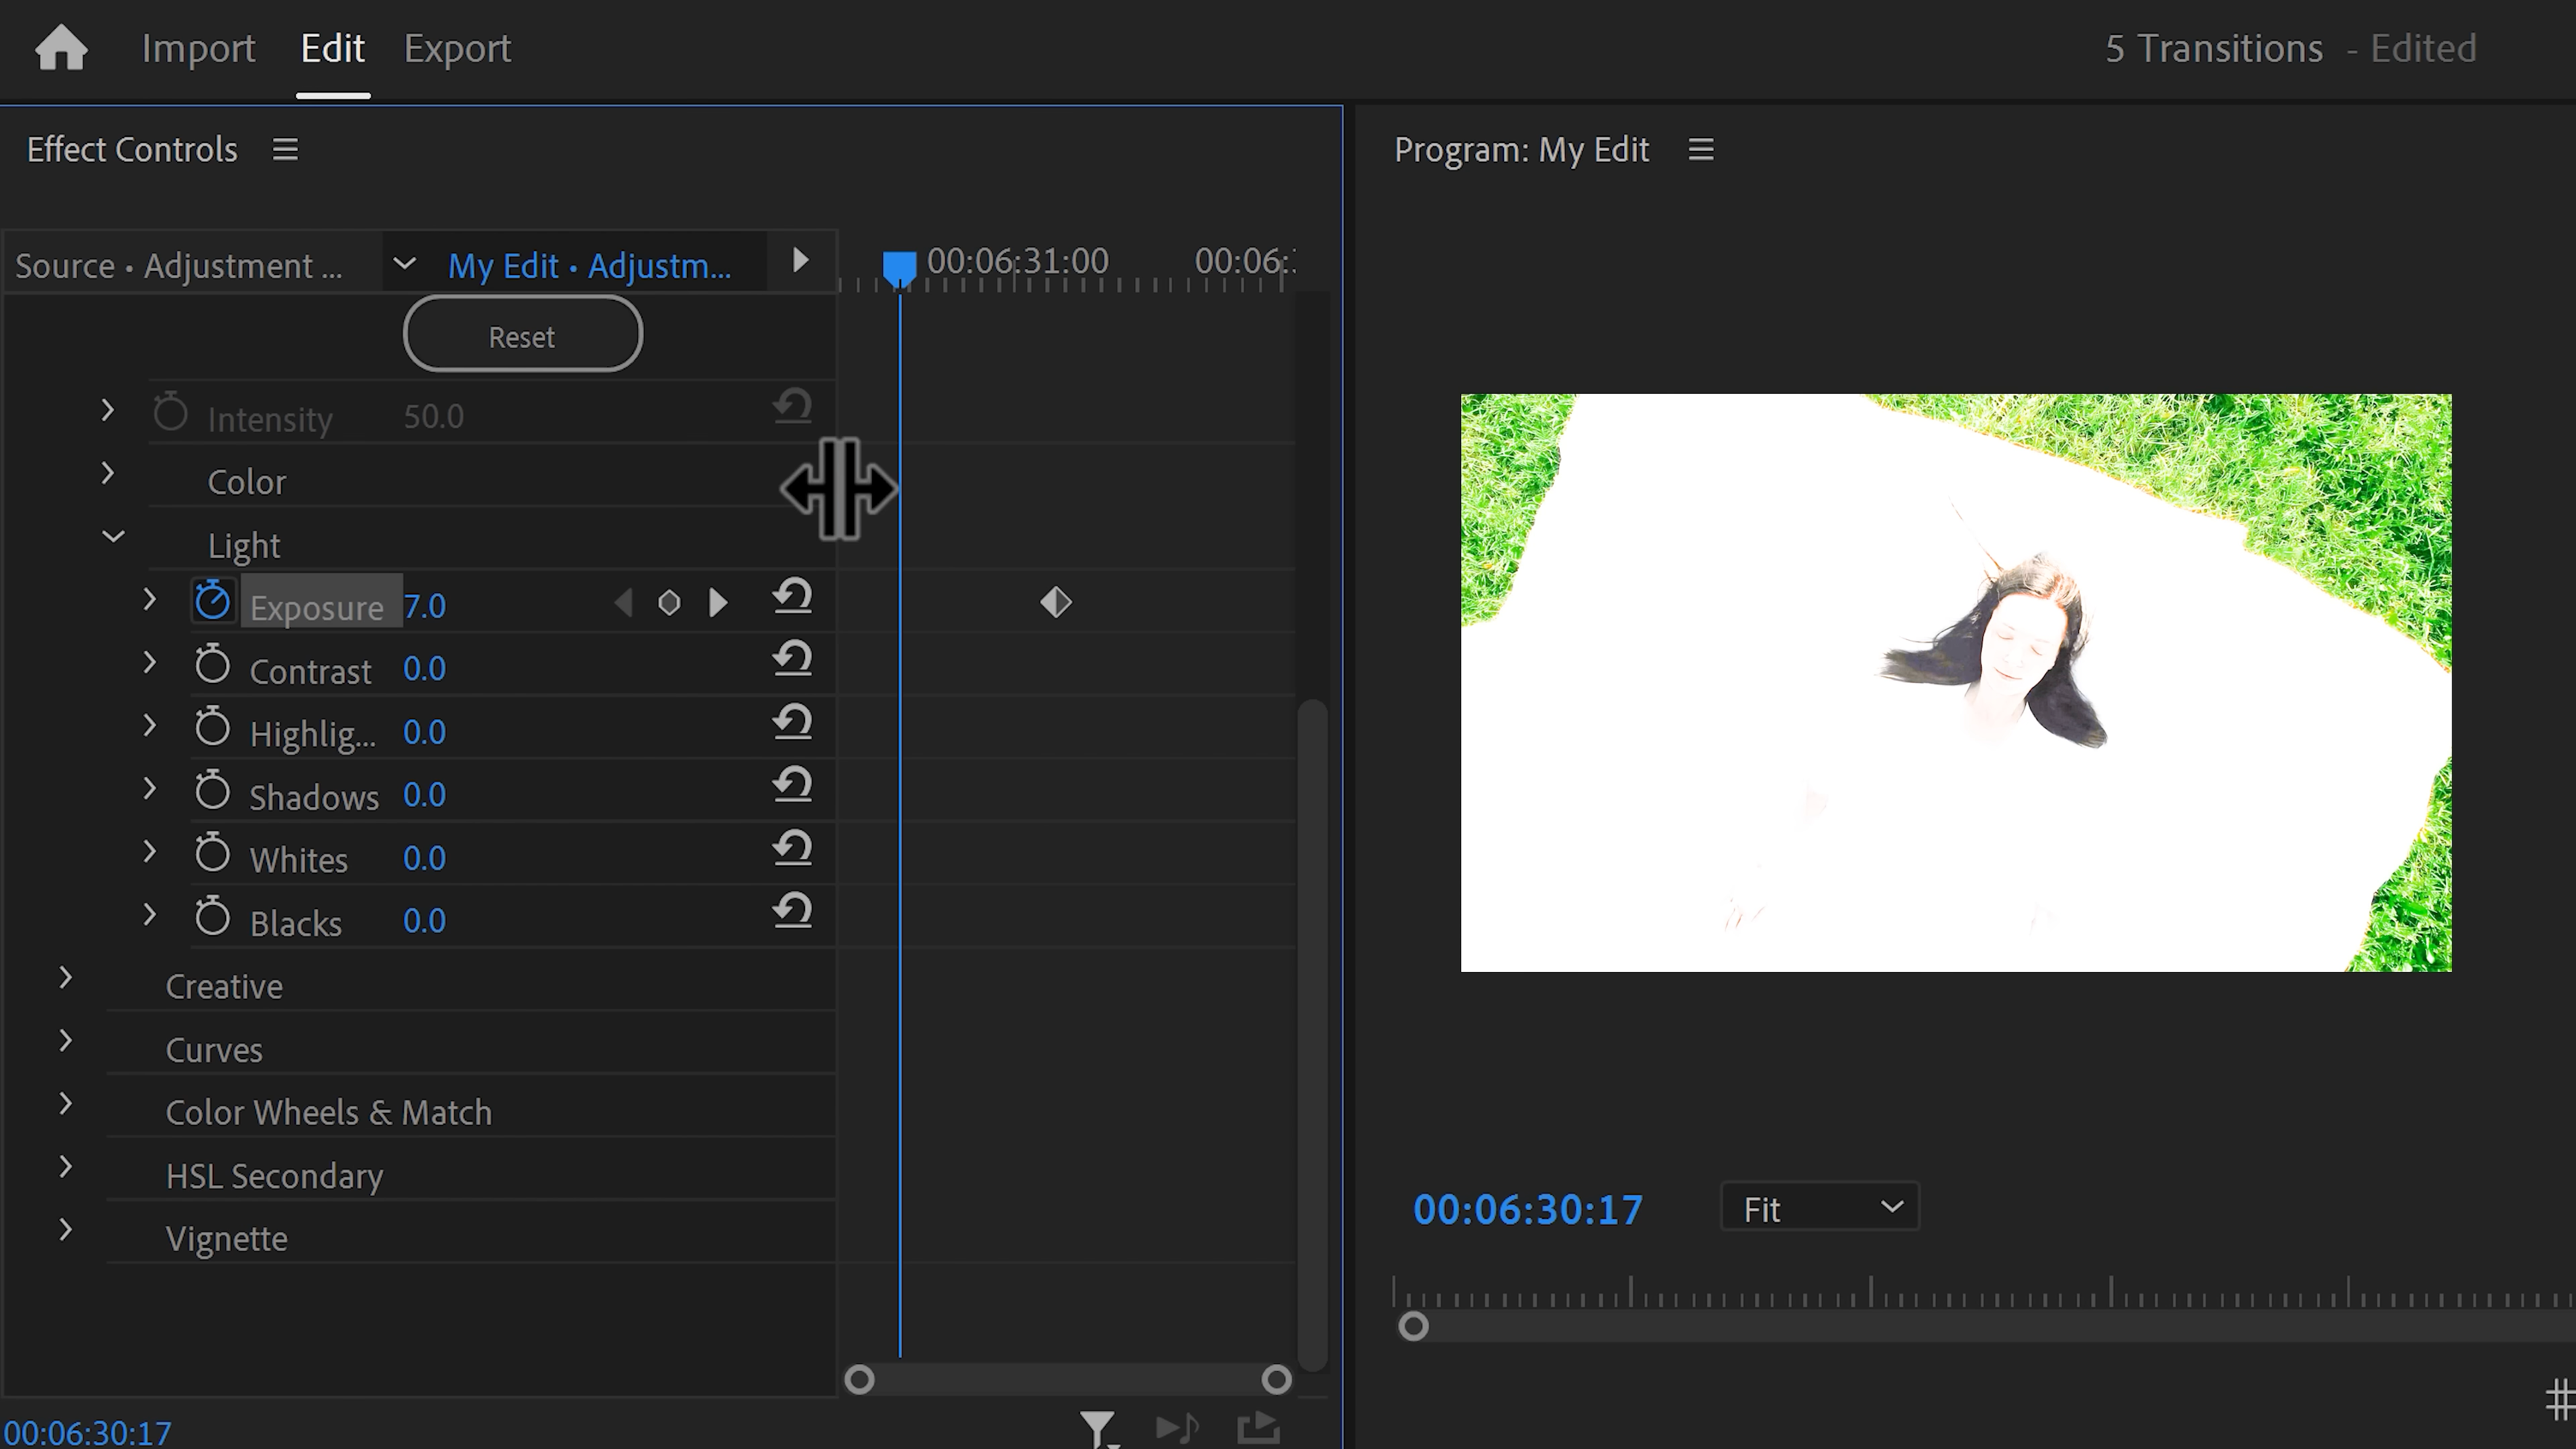 Import Edit Export 5 Transitions - Edited
Effect Controls
Program: My Edit
Source • Adjustment ... My Edit • Adjustm... 00:06:31:00 00:06:
Reset
Intensity 50.0
Color
Light
Exposure 7.0
Contrast 0.0
Highlig... 0.0
Shadows 0.0
Whites 0.0
Blacks 0.0
Creative
Curves
Color Wheels & Match
HSL Secondary
Vignette
00:06:30:17 Fit
00:06:30:17